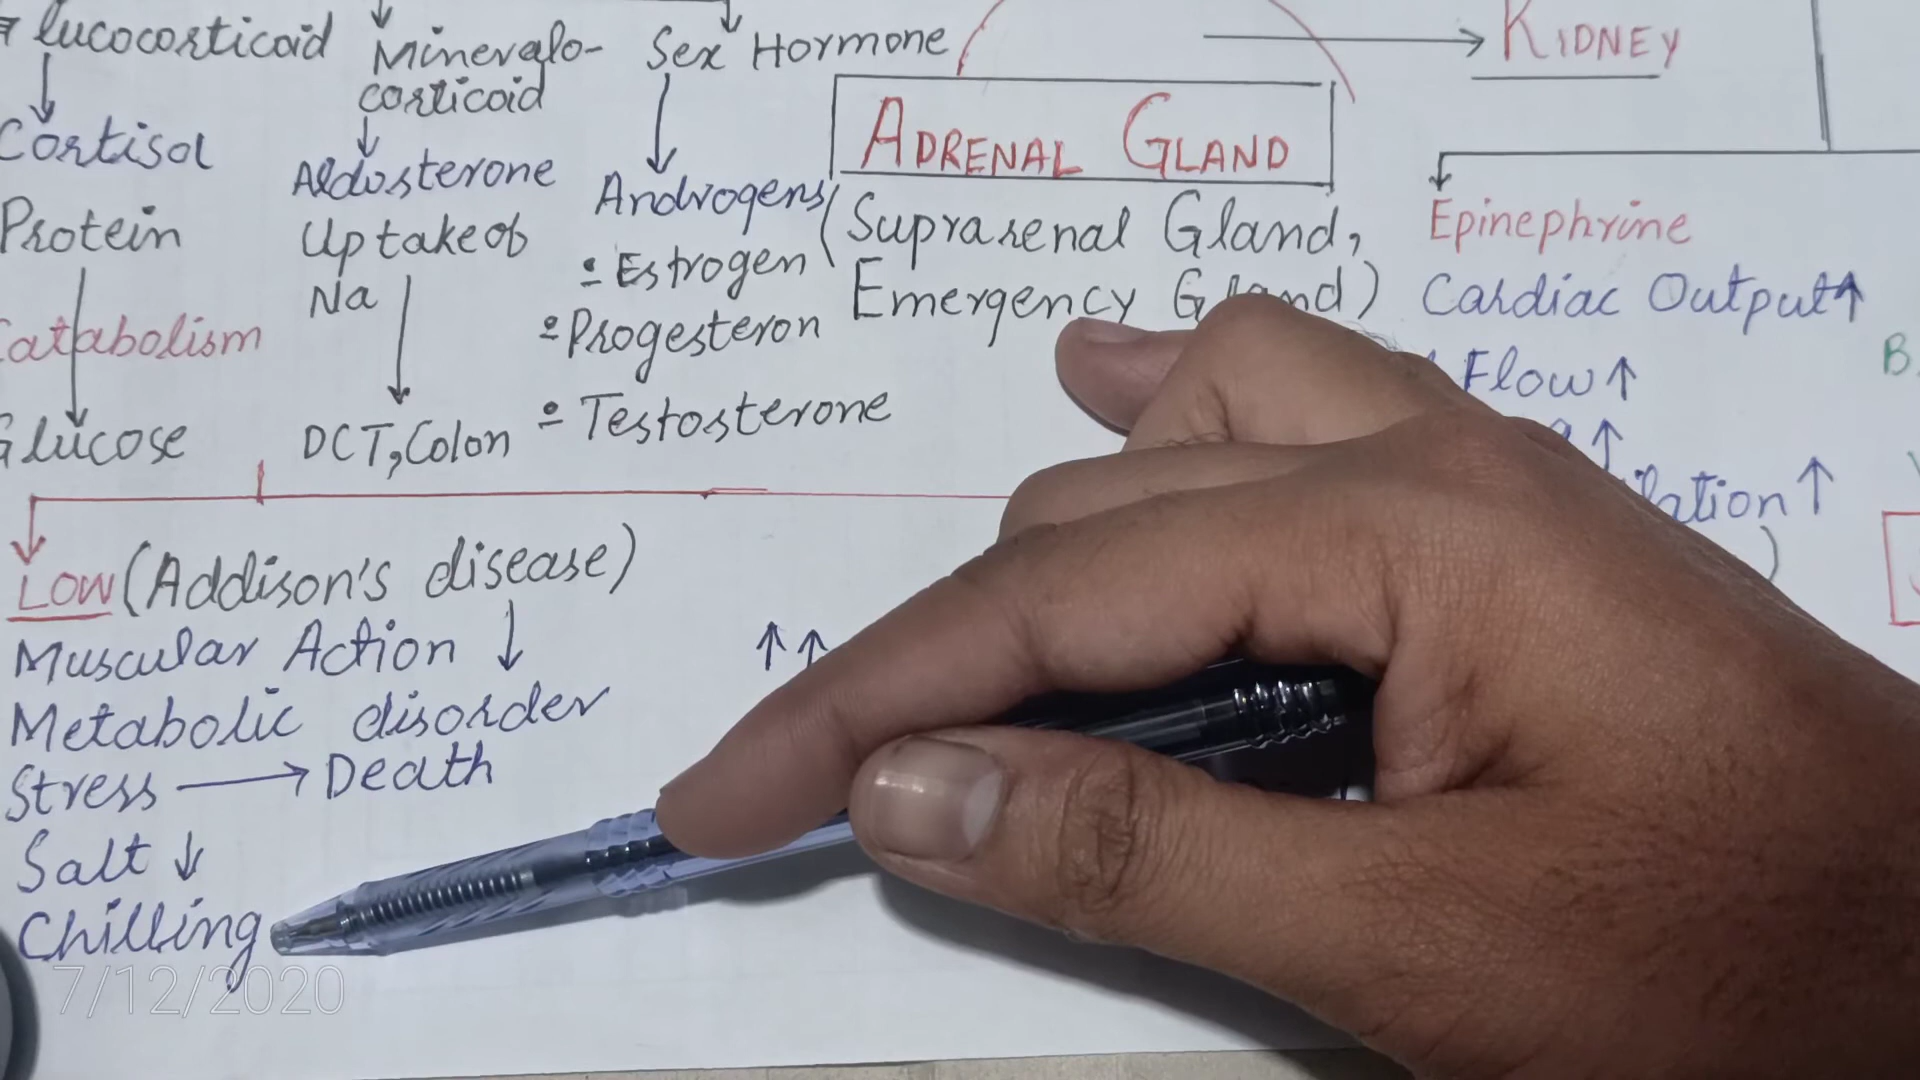 Glucocorticoid
Cortisol
Protein
Catabolism
Glucose
Mineralo-
corticoid
Aldosterone
Uptake of
Na
DCT, Colon
Sex Hormone
Androgens
Estrogen
Progesteron
Testosterone
KIDNEY
ADRENAL GLAND
(Suprarenal Gland,
Emergency Gland)
Epinephrine
Cardiac Output↑
Flow↑
↑
lation↑
)
B
LOW (Addison's disease)
Muscular Action ↓
Metabolic disorder
Stress → Death
Salt ↓
Chilling
↑↑
7/12/2020